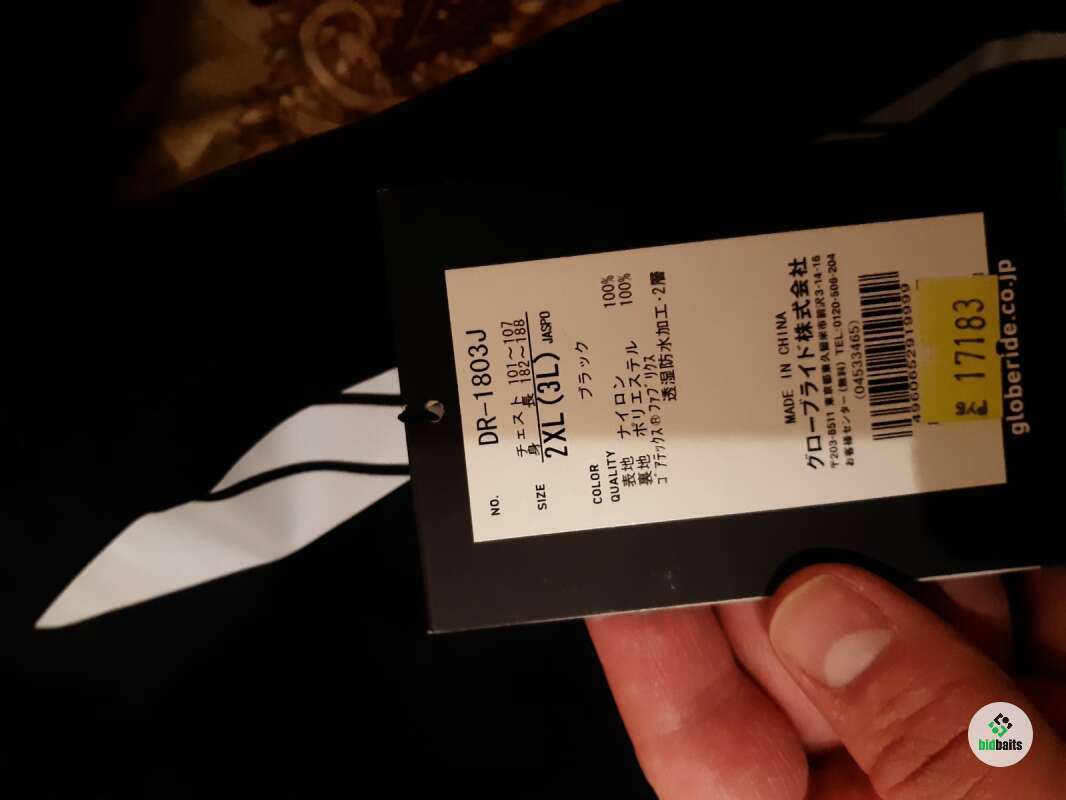 NO. DR-1803J
チェスト 101～107
身 長 182～188
SIZE 2XL(3L) JASPO
COLOR ブラック
QUALITY
表地 ナイロン 100%
裏地 ポリエステル 100%
ゴアテックス®ファブリクス
透湿防水加工・2層
MADE IN CHINA
グローブライド株式会社
〒203-8511 東京都東久留米市前沢3-14-16
お客様センター(無料) TEL:0120-506-204
(04533465)
4960652919999
17183
globeride.co.jp
bidbaits